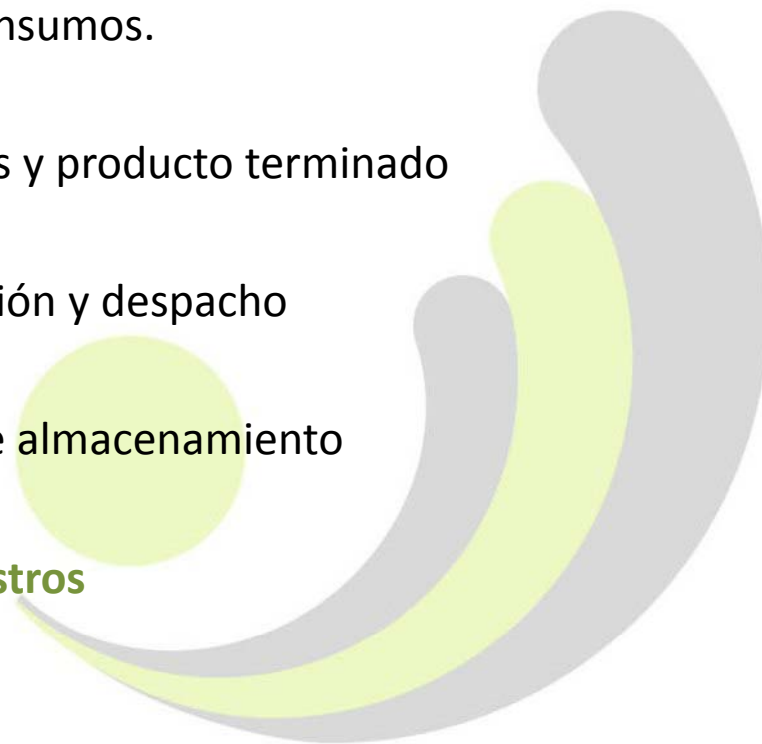 nsumos.
s y producto terminado
ión y despacho
e almacenamiento
stros